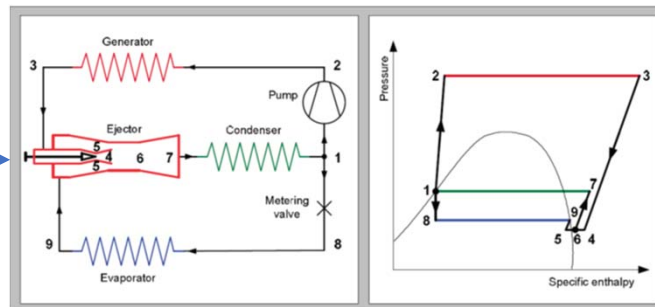 Generator
3
2
Pump
Ejector
Condenser
5
4
6
7
1
5
Metering
valve
9
8
Evaporator
Pressure
2
3
1
7
8
9
5
6
4
Specific enthalpy